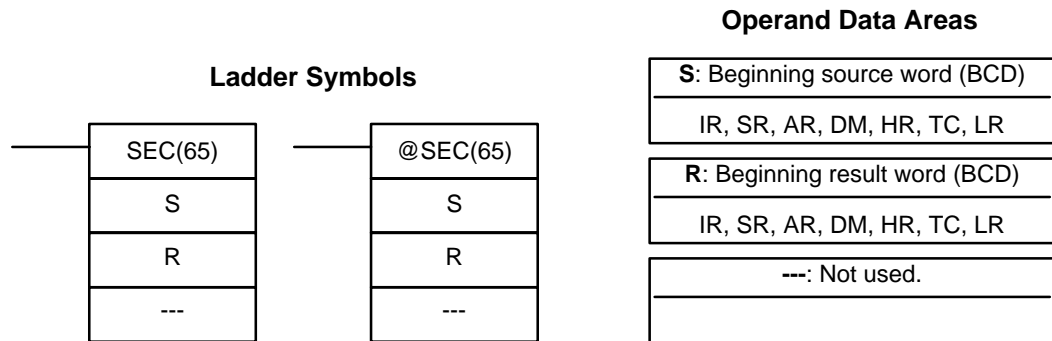 Ladder Symbols
SEC(65)
S
R
---
@SEC(65)
S
R
---
Operand Data Areas
S: Beginning source word (BCD)
IR, SR, AR, DM, HR, TC, LR
R: Beginning result word (BCD)
IR, SR, AR, DM, HR, TC, LR
---: Not used.